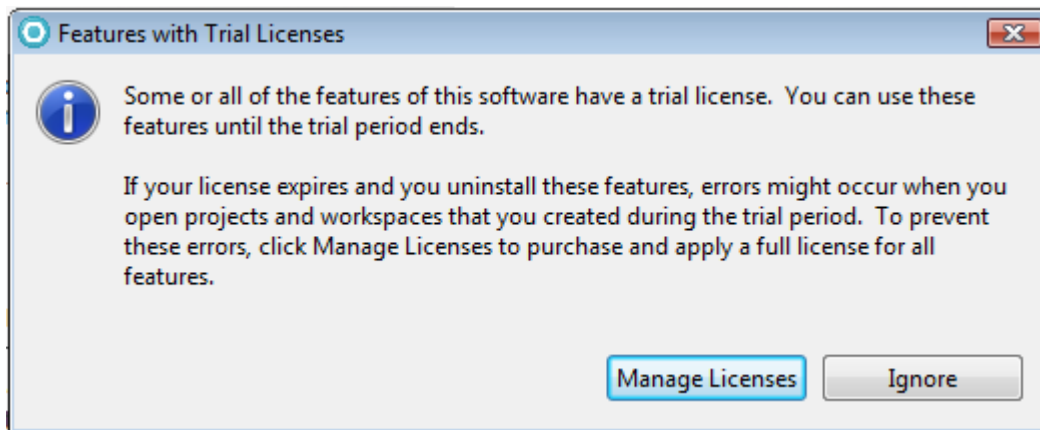 Features with Trial Licenses
Some or all of the features of this software have a trial license.  You can use these
features until the trial period ends.
If your license expires and you uninstall these features, errors might occur when you
open projects and workspaces that you created during the trial period.  To prevent
these errors, click Manage Licenses to purchase and apply a full license for all
features.
Manage Licenses
Ignore